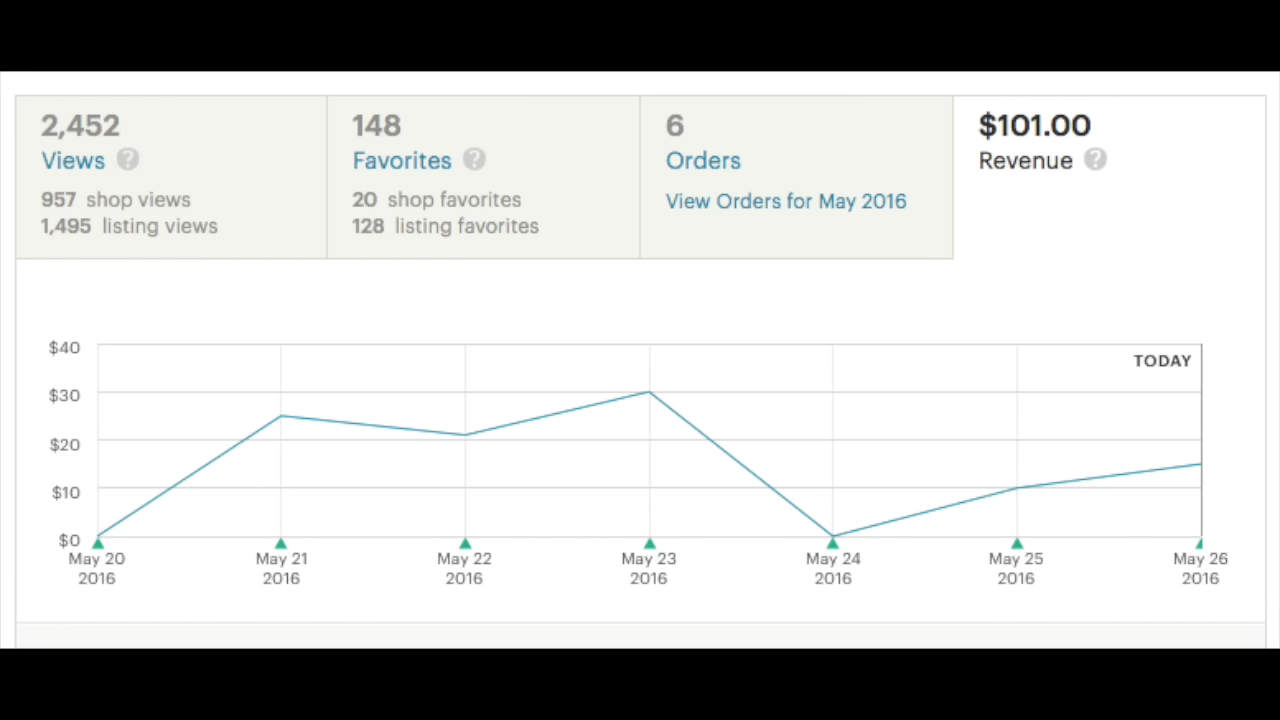 2,452
Views ?
957 shop views
1,495 listing views
148
Favorites ?
20 shop favorites
128 listing favorites
6
Orders
View Orders for May 2016
$101.00
Revenue ?
$40
$30
$20
$10
$0
TODAY
May 20
2016
May 21
2016
May 22
2016
May 23
2016
May 24
2016
May 25
2016
May 26
2016